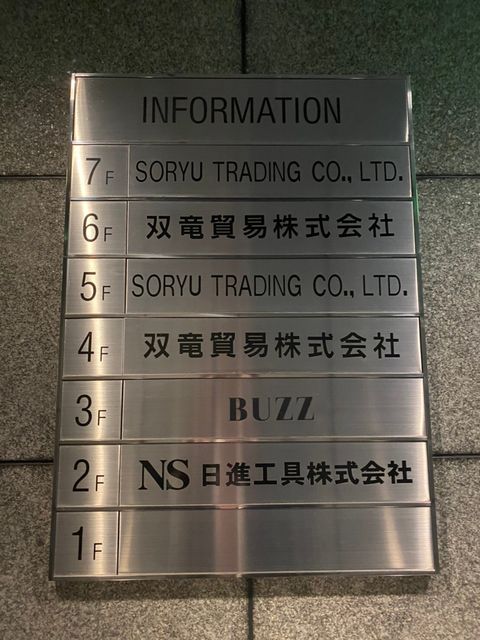 INFORMATION
7F SORYU TRADING CO., LTD.
6F 双竜貿易株式会社
5F SORYU TRADING CO., LTD.
4F 双竜貿易株式会社
3F BUZZ
2F NS 日進工具株式会社
1F